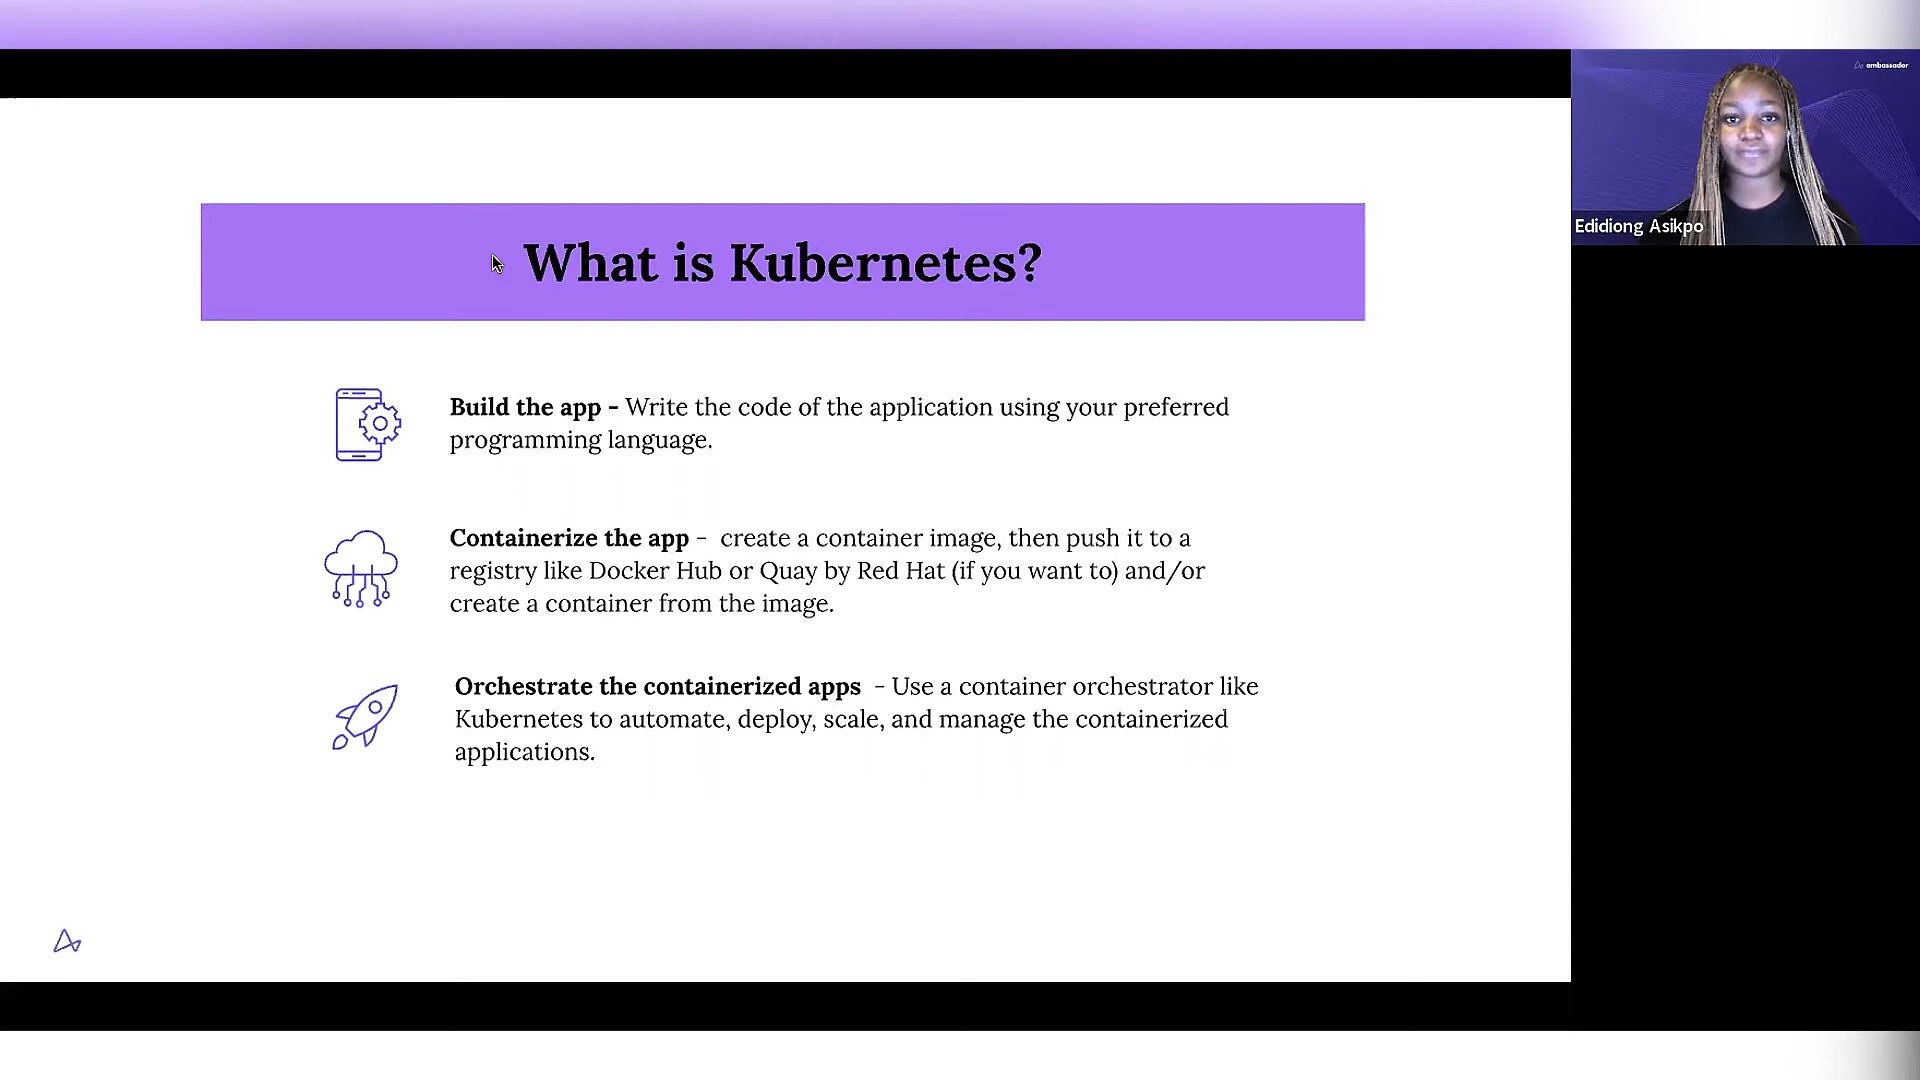 ambassador
What is Kubernetes?
Edidiong Asikpo
Build the app - Write the code of the application using your preferred
programming language.
Containerize the app - create a container image, then push it to a
registry like Docker Hub or Quay by Red Hat (if you want to) and/or
create a container from the image.
Orchestrate the containerized apps - Use a container orchestrator like
Kubernetes to automate, deploy, scale, and manage the containerized
applications.